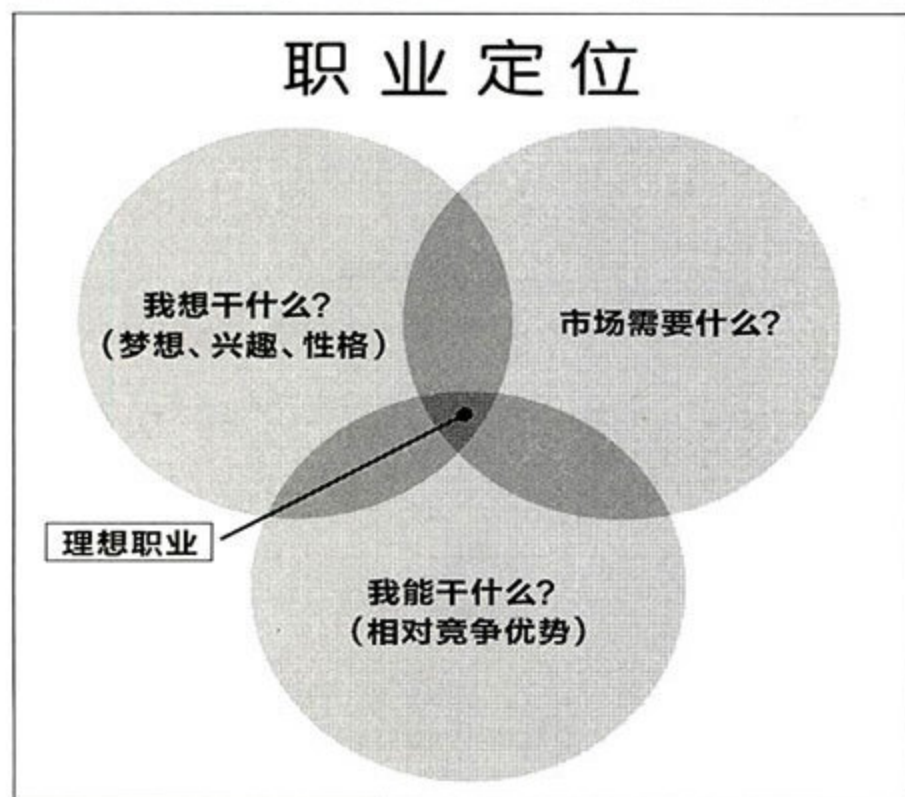 职业定位
我想干什么?
(梦想、兴趣、性格)
市场需要什么?
理想职业
我能干什么?
(相对竞争优势)